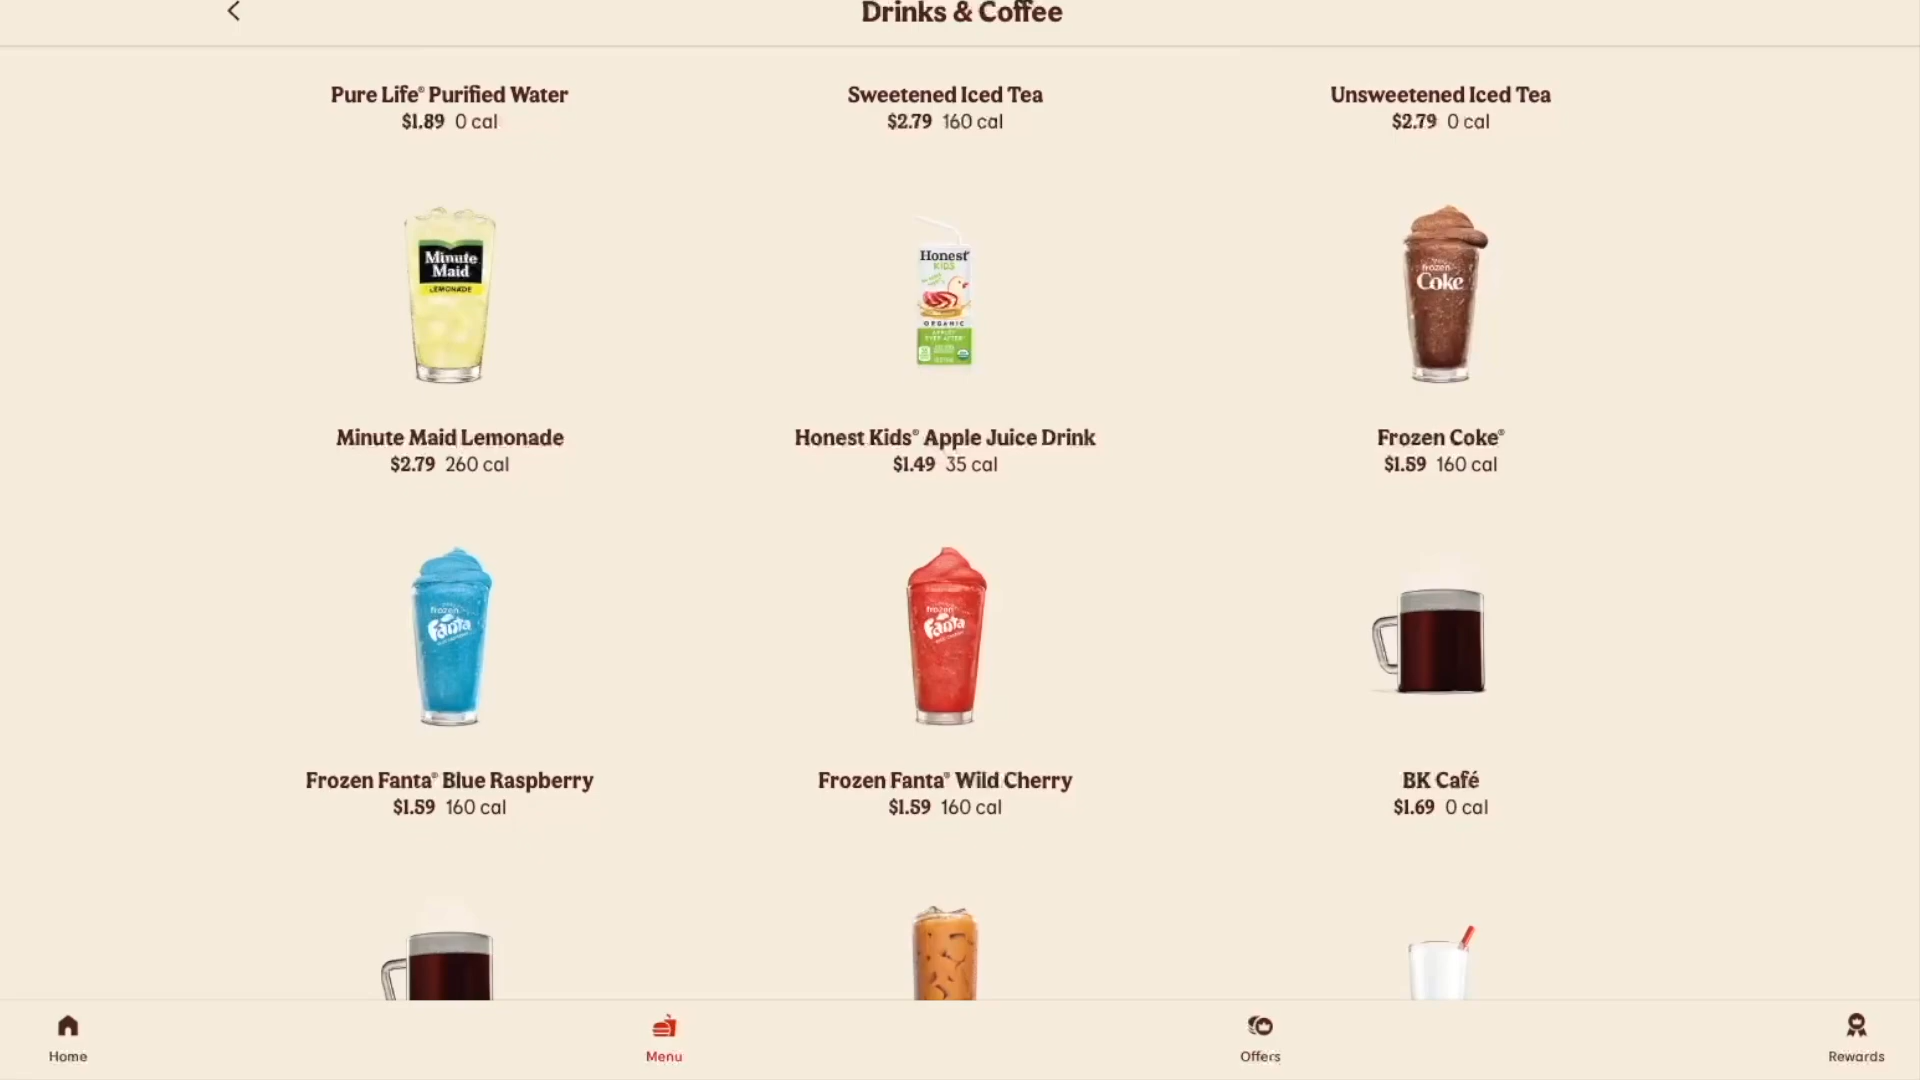 Drinks & Coffee
Pure Life® Purified Water
$1.89 0 cal
Sweetened Iced Tea
$2.79 160 cal
Unsweetened Iced Tea
$2.79 0 cal
Minute
Maid
LEMONADE
Honest
KIDS
ORGANIC
APPLEY
EVER AFTER
frozen
Coke
Minute Maid Lemonade
$2.79 260 cal
Honest Kids® Apple Juice Drink
$1.49 35 cal
Frozen Coke®
$1.59 160 cal
frozen
Fanta
frozen
Fanta
Frozen Fanta® Blue Raspberry
$1.59 160 cal
Frozen Fanta® Wild Cherry
$1.59 160 cal
BK Café
$1.69 0 cal
Home
Menu
Offers
Rewards